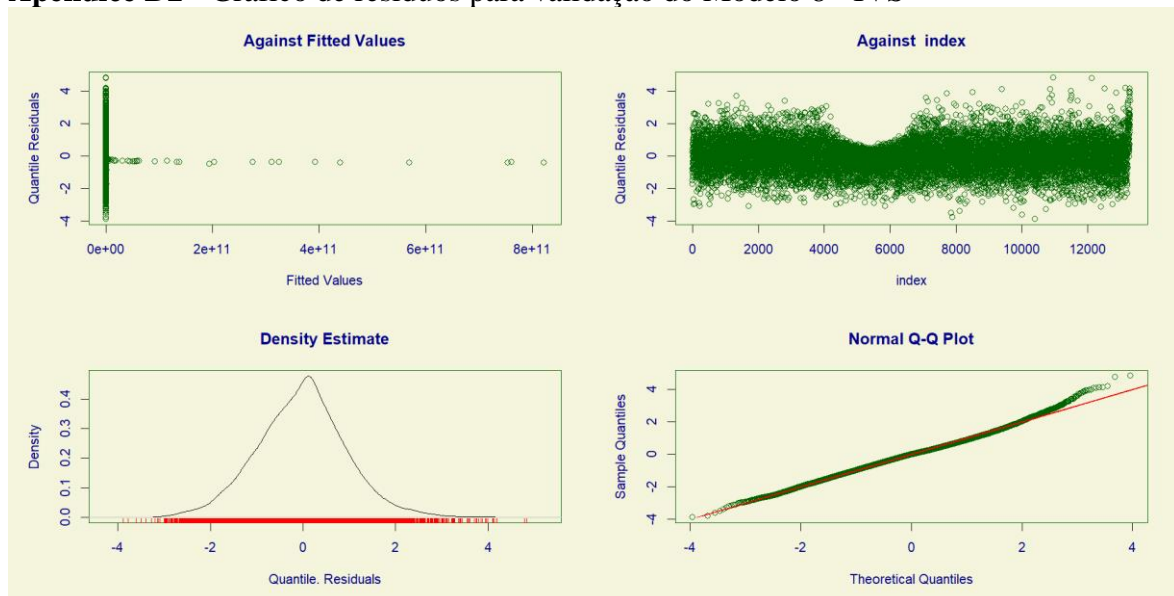 Apêndice B2 – Gráfico de resíduos para validação do Modelo 8 - IVS
Against Fitted Values
Quantile Residuals
4
2
0
-2
-4
0e+00 2e+11 4e+11 6e+11 8e+11
Fitted Values
Against index
Quantile Residuals
4
2
0
-2
-4
0 2000 4000 6000 8000 10000 12000
index
Density Estimate
Density
0.4
0.3
0.2
0.1
0.0
-4 -2 0 2 4
Quantile. Residuals
Normal Q-Q Plot
Sample Quantiles
4
2
0
-2
-4
-4 -2 0 2 4
Theoretical Quantiles